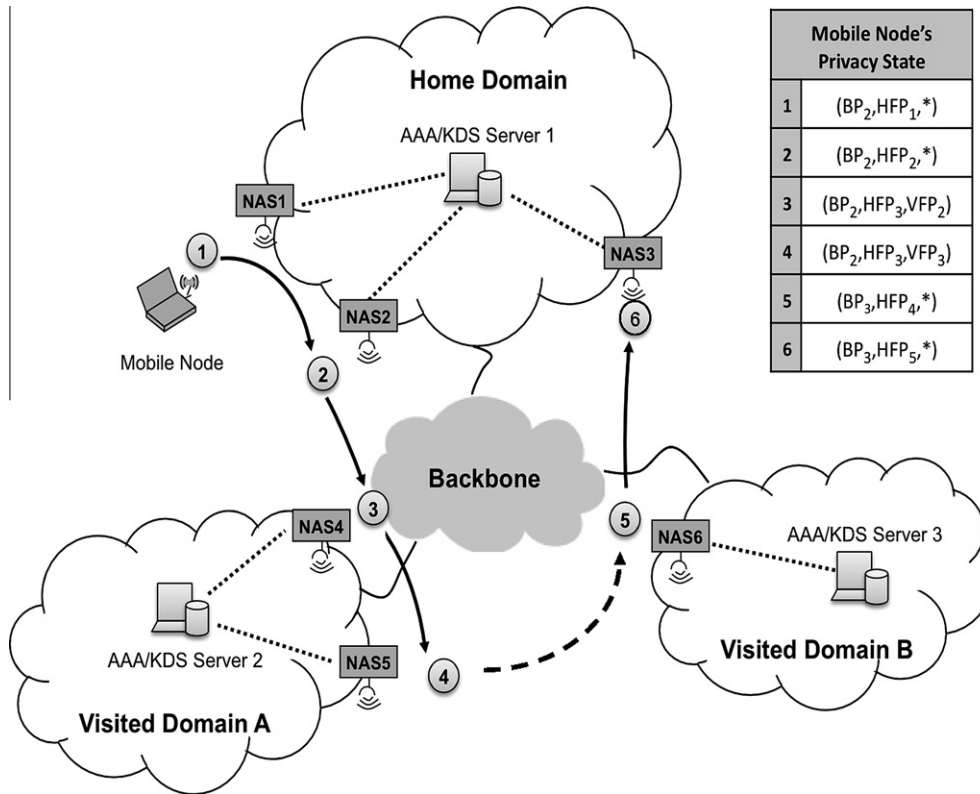 Home Domain
AAA/KDS Server 1
NAS1
NAS2
NAS3
1
Mobile Node
2
3
4
5
6
Backbone
NAS4
AAA/KDS Server 2
NAS5
Visited Domain A
NAS6
AAA/KDS Server 3
Visited Domain B
Mobile Node's
Privacy State
1 (BP₂,HFP₁,*)
2 (BP₂,HFP₂,*)
3 (BP₂,HFP₃,VFP₂)
4 (BP₂,HFP₃,VFP₃)
5 (BP₃,HFP₄,*)
6 (BP₃,HFP₅,*)